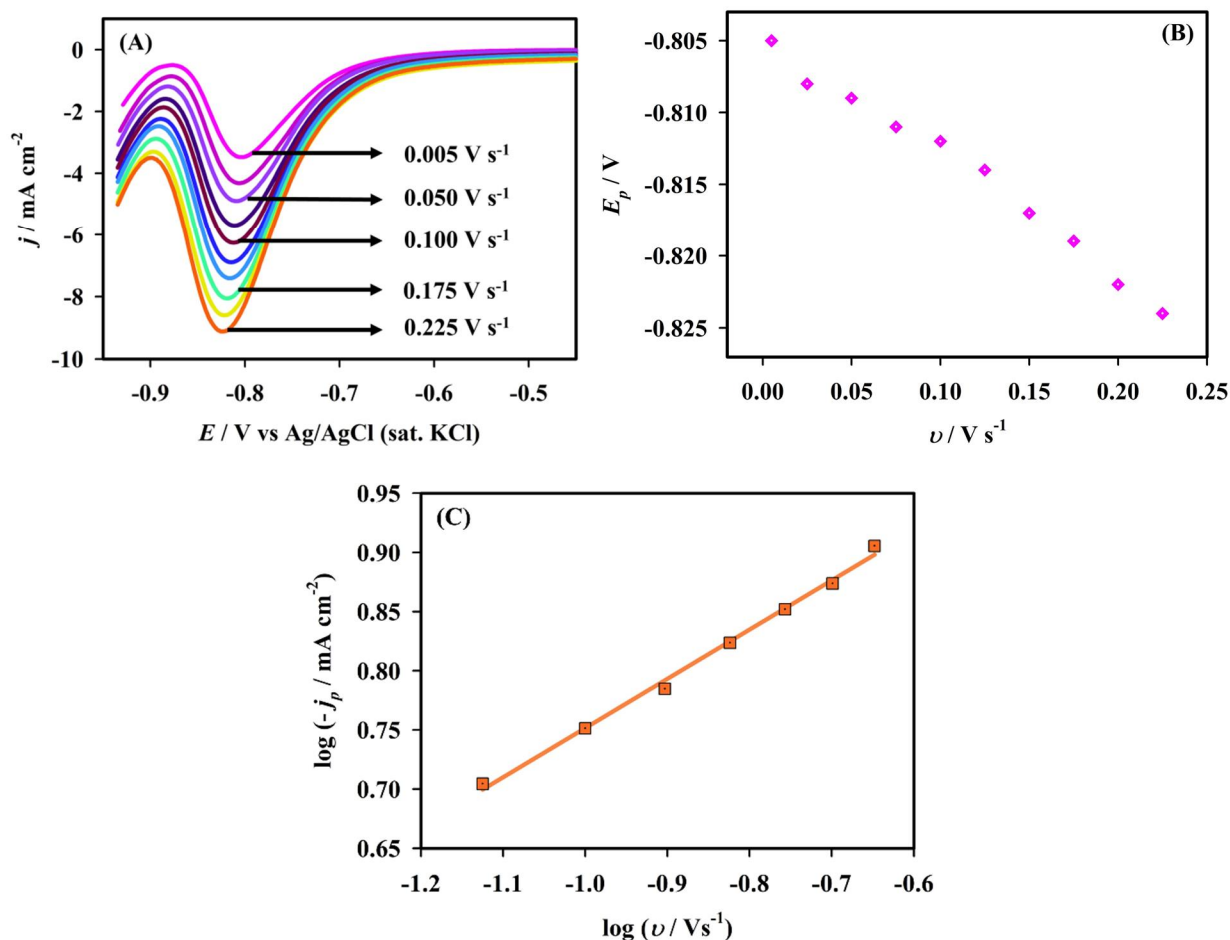 (A)
0
-2
-4
-6
-8
-10
j / mA cm⁻²
0.005 V s⁻¹
0.050 V s⁻¹
0.100 V s⁻¹
0.175 V s⁻¹
0.225 V s⁻¹
-0.9 -0.8 -0.7 -0.6 -0.5
E / V vs Ag/AgCl (sat. KCl)
(B)
-0.805
-0.810
-0.815
-0.820
-0.825
Eₚ / V
0.00 0.05 0.10 0.15 0.20 0.25
υ / V s⁻¹
(C)
0.95
0.90
0.85
0.80
0.75
0.70
0.65
log (- jₚ / mA cm⁻²)
-1.2 -1.1 -1.0 -0.9 -0.8 -0.7 -0.6
log (υ / Vs⁻¹)